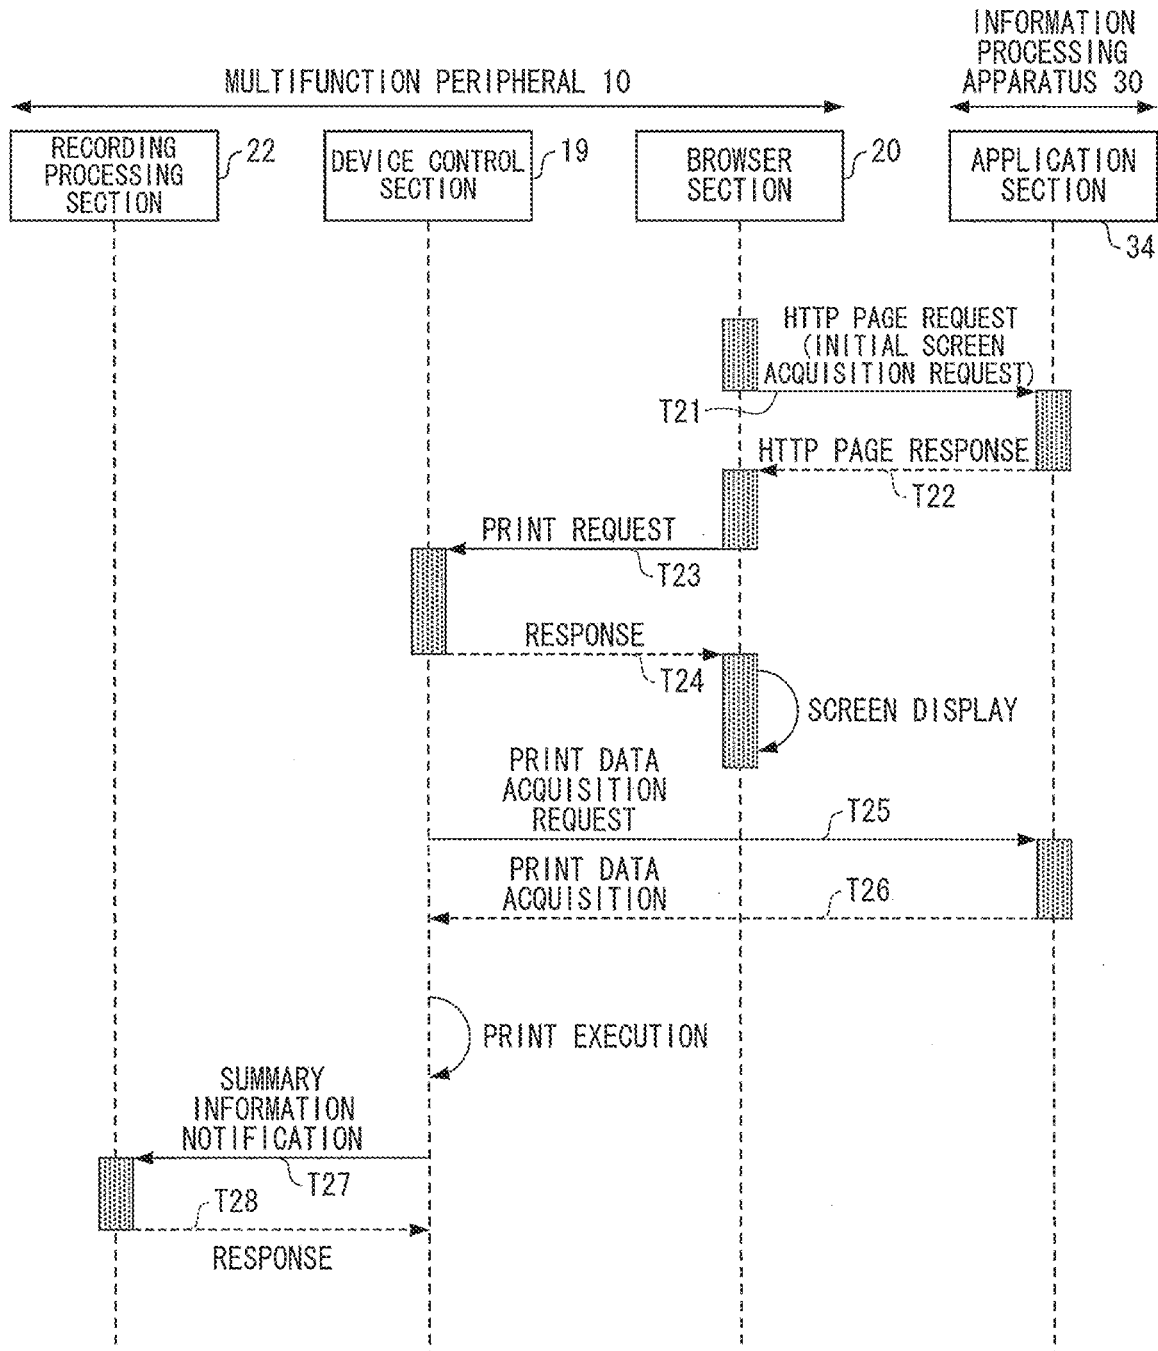 INFORMATION
PROCESSING
APPARATUS 30
MULTIFUNCTION PERIPHERAL 10
RECORDING
PROCESSING
SECTION
22
DEVICE CONTROL
SECTION
19
BROWSER
SECTION
20
APPLICATION
SECTION
34
HTTP PAGE REQUEST
(INITIAL SCREEN
ACQUISITION REQUEST)
T21
HTTP PAGE RESPONSE
T22
PRINT REQUEST
T23
RESPONSE
T24
SCREEN DISPLAY
PRINT DATA
ACQUISITION
REQUEST
T25
PRINT DATA
ACQUISITION
T26
PRINT EXECUTION
SUMMARY
INFORMATION
NOTIFICATION
T27
T28
RESPONSE